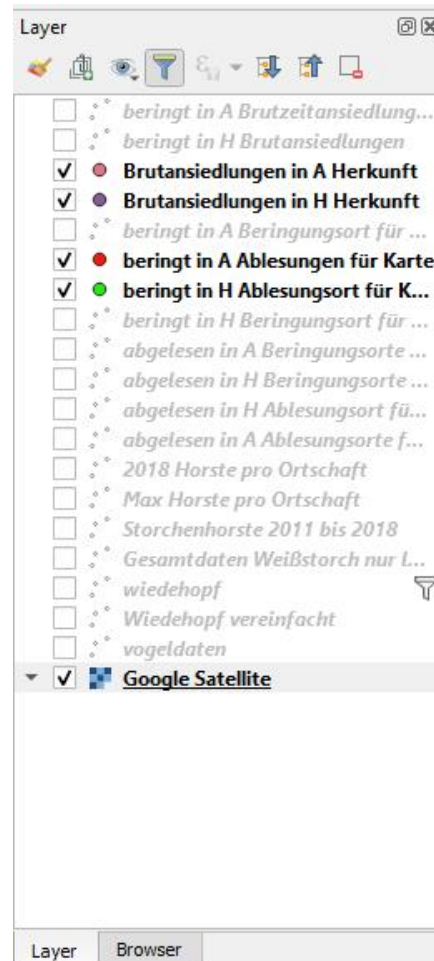 Layer
beringt in A Brutzeitansiedlung...
beringt in H Brutansiedlungen
Brutansiedlungen in A Herkunft
Brutansiedlungen in H Herkunft
beringt in A Beringungsort für ...
beringt in A Ablesungen für Karte
beringt in H Ablesungsort für K...
beringt in H Beringungsort für ...
abgelesen in A Beringungsorte ...
abgelesen in H Beringungsorte ...
abgelesen in H Ablesungsort fü...
abgelesen in A Ablesungsorte f...
2018 Horste pro Ortschaft
Max Horste pro Ortschaft
Storchenhorste 2011 bis 2018
Gesamtdaten Weißstorch nur l...
wiedehopf
Wiedehopf vereinfacht
vogeldaten
Google Satellite
Layer Browser